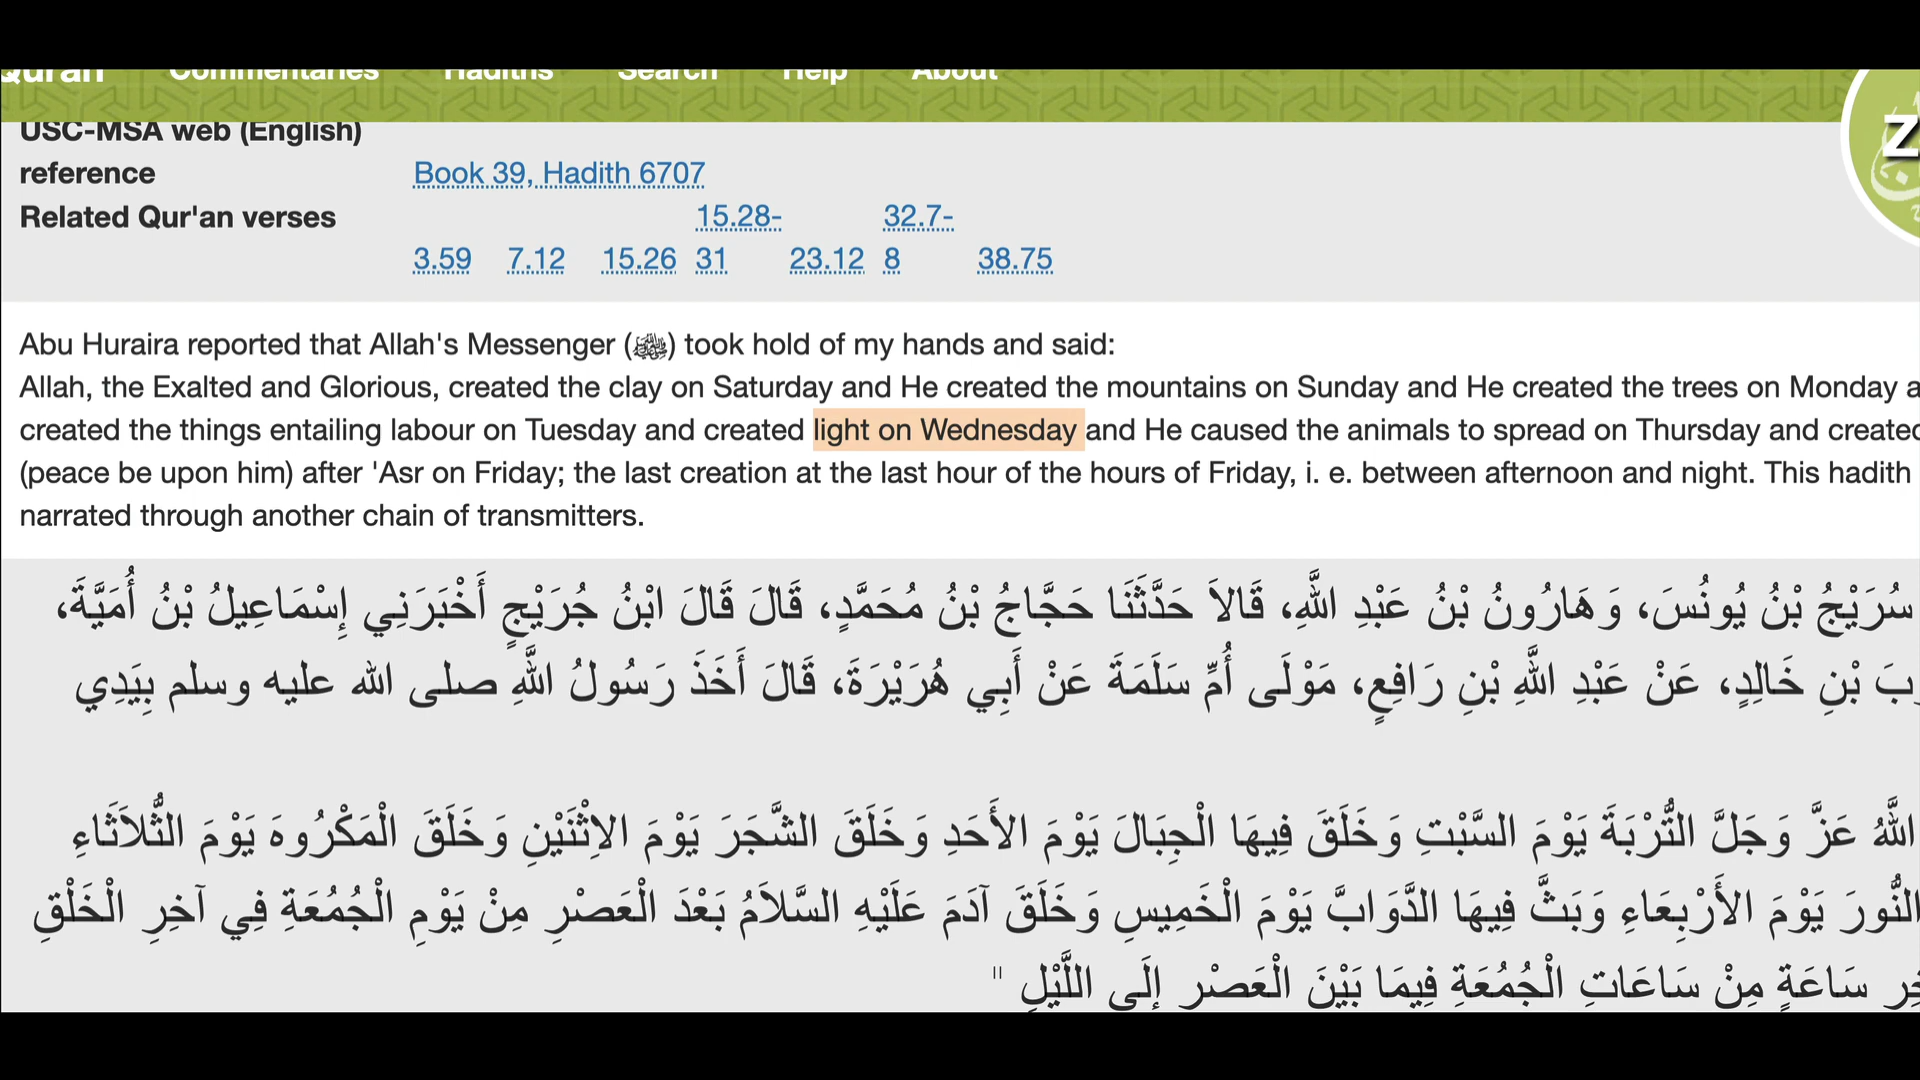 Quran Commentaries Hadiths Search Help About
USC-MSA web (English)
reference Book 39, Hadith 6707
Related Qur'an verses 15.28- 32.7-
3.59 7.12 15.26 31 23.12 8 38.75
Z
Abu Huraira reported that Allah's Messenger (ﷺ) took hold of my hands and said:
Allah, the Exalted and Glorious, created the clay on Saturday and He created the mountains on Sunday and He created the trees on Monday a
created the things entailing labour on Tuesday and created light on Wednesday and He caused the animals to spread on Thursday and created
(peace be upon him) after 'Asr on Friday; the last creation at the last hour of the hours of Friday, i. e. between afternoon and night. This hadith
narrated through another chain of transmitters.
سُرَيْجُ بْنُ يُونُسَ، وَهَارُونُ بْنُ عَبْدِ اللَّهِ، قَالاَ حَدَّثَنَا حَجَّاجُ بْنُ مُحَمَّدٍ، قَالَ قَالَ ابْنُ جُرَيْجٍ أَخْبَرَنِي إِسْمَاعِيلُ بْنُ أُمَيَّةَ،
بَ بْنِ خَالِدٍ، عَنْ عَبْدِ اللَّهِ بْنِ رَافِعٍ، مَوْلَى أُمِّ سَلَمَةَ عَنْ أَبِي هُرَيْرَةَ، قَالَ أَخَذَ رَسُولُ اللَّهِ صلى الله عليه وسلم بِيَدِي
اللَّهُ عَزَّ وَجَلَّ التُّرْبَةَ يَوْمَ السَّبْتِ وَخَلَقَ فِيهَا الْجِبَالَ يَوْمَ الأَحَدِ وَخَلَقَ الشَّجَرَ يَوْمَ الاِثْنَيْنِ وَخَلَقَ الْمَكْرُوهَ يَوْمَ الثُّلاَثَاءِ
النُّورَ يَوْمَ الأَرْبِعَاءِ وَبَثَّ فِيهَا الدَّوَابَّ يَوْمَ الْخَمِيسِ وَخَلَقَ آدَمَ عَلَيْهِ السَّلاَمُ بَعْدَ الْعَصْرِ مِنْ يَوْمِ الْجُمُعَةِ فِي آخِرِ الْخَلْقِ
خِرِ سَاعَةٍ مِنْ سَاعَاتِ الْجُمُعَةِ فِيمَا بَيْنَ الْعَصْرِ إِلَى اللَّيْلِ "